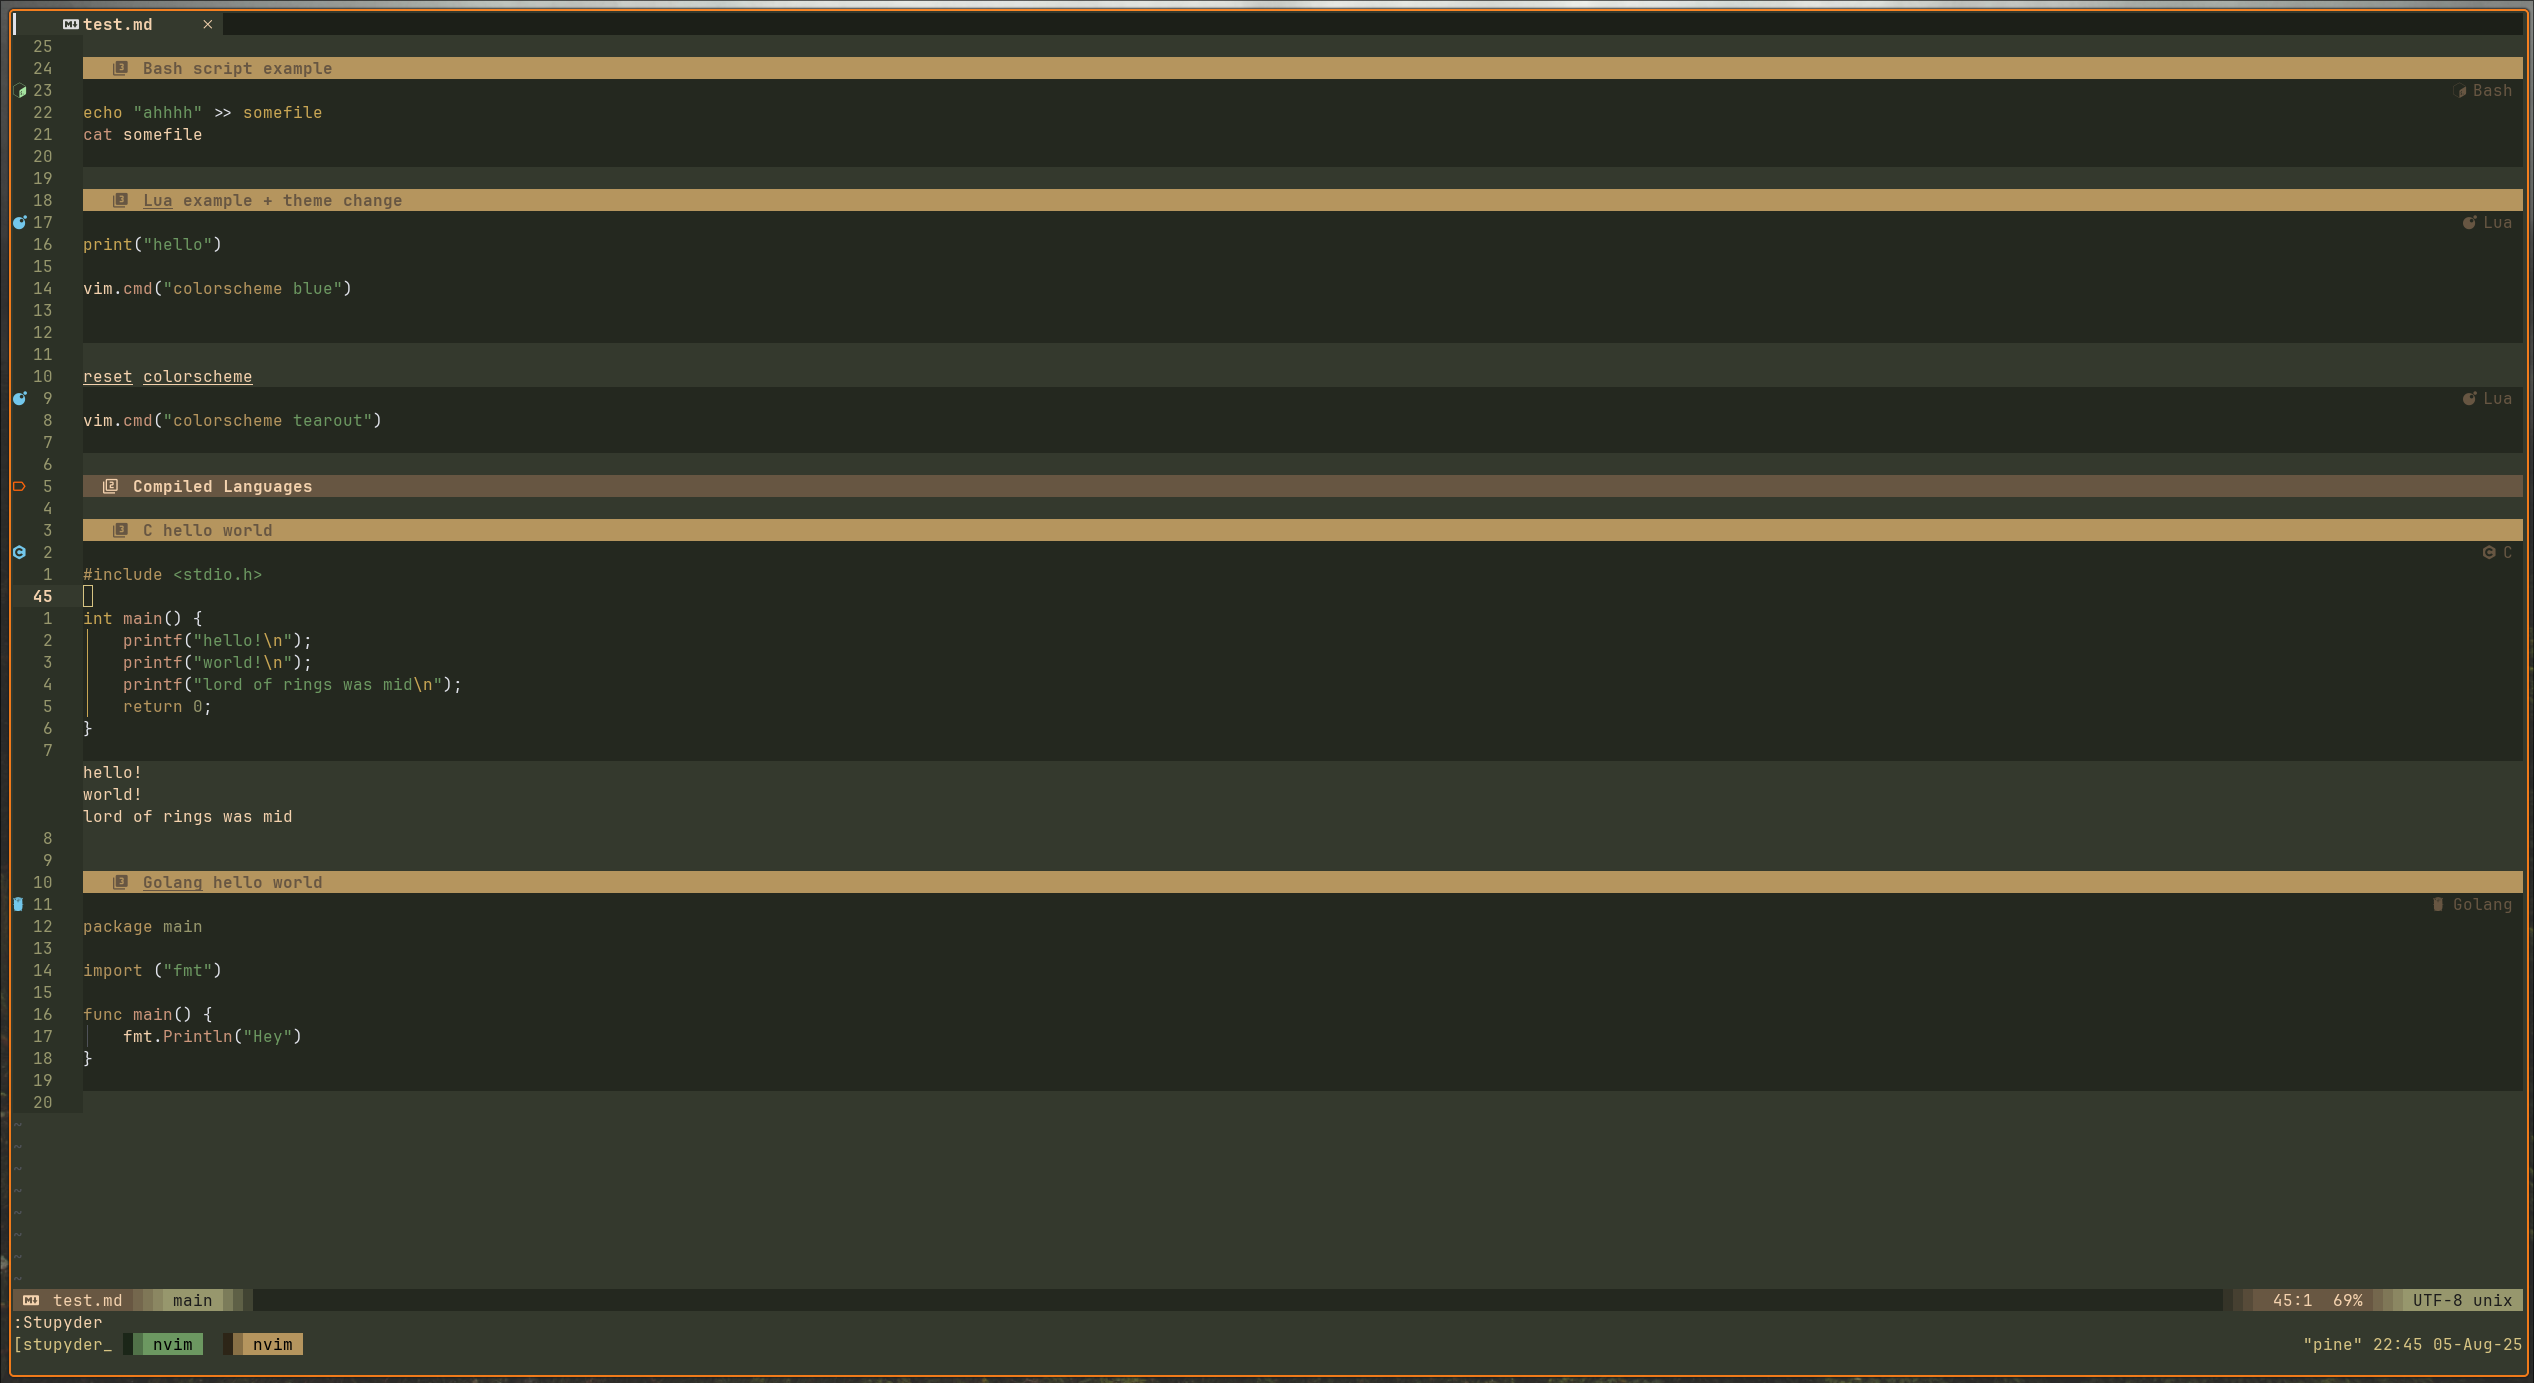 test.md ×
25
24 3 Bash script example
23 Bash
22 echo "ahhhh" >> somefile
21 cat somefile
20
19
18 3 Lua example + theme change
17 Lua
16 print("hello")
15
14 vim.cmd("colorscheme blue")
13
12
11
10 reset colorscheme
9 Lua
8 vim.cmd("colorscheme tearout")
7
6
5 2 Compiled Languages
4
3 3 C hello world
2 C
1 #include <stdio.h>
45
1 int main() {
2 printf("hello!\n");
3 printf("world!\n");
4 printf("lord of rings was mid\n");
5 return 0;
6 }
7
hello!
world!
lord of rings was mid
8
9
10 3 Golang hello world
11 Golang
12 package main
13
14 import ("fmt")
15
16 func main() {
17 fmt.Println("Hey")
18 }
19
20
~
~
~
~
~
~
~
~
test.md main 45:1 69% UTF-8 unix
:Stupyder
[stupyder_ nvim nvim "pine" 22:45 05-Aug-25